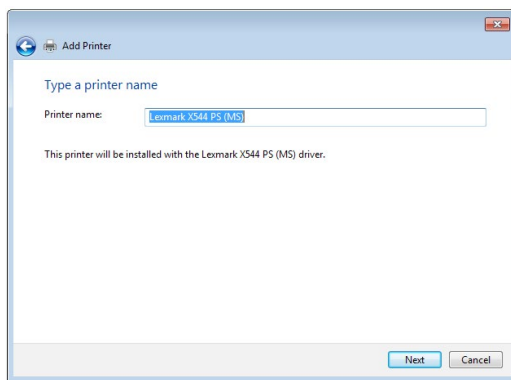 Add Printer
Type a printer name
Printer name: Lexmark X544 PS (MS)
This printer will be installed with the Lexmark X544 PS (MS) driver.
Next Cancel